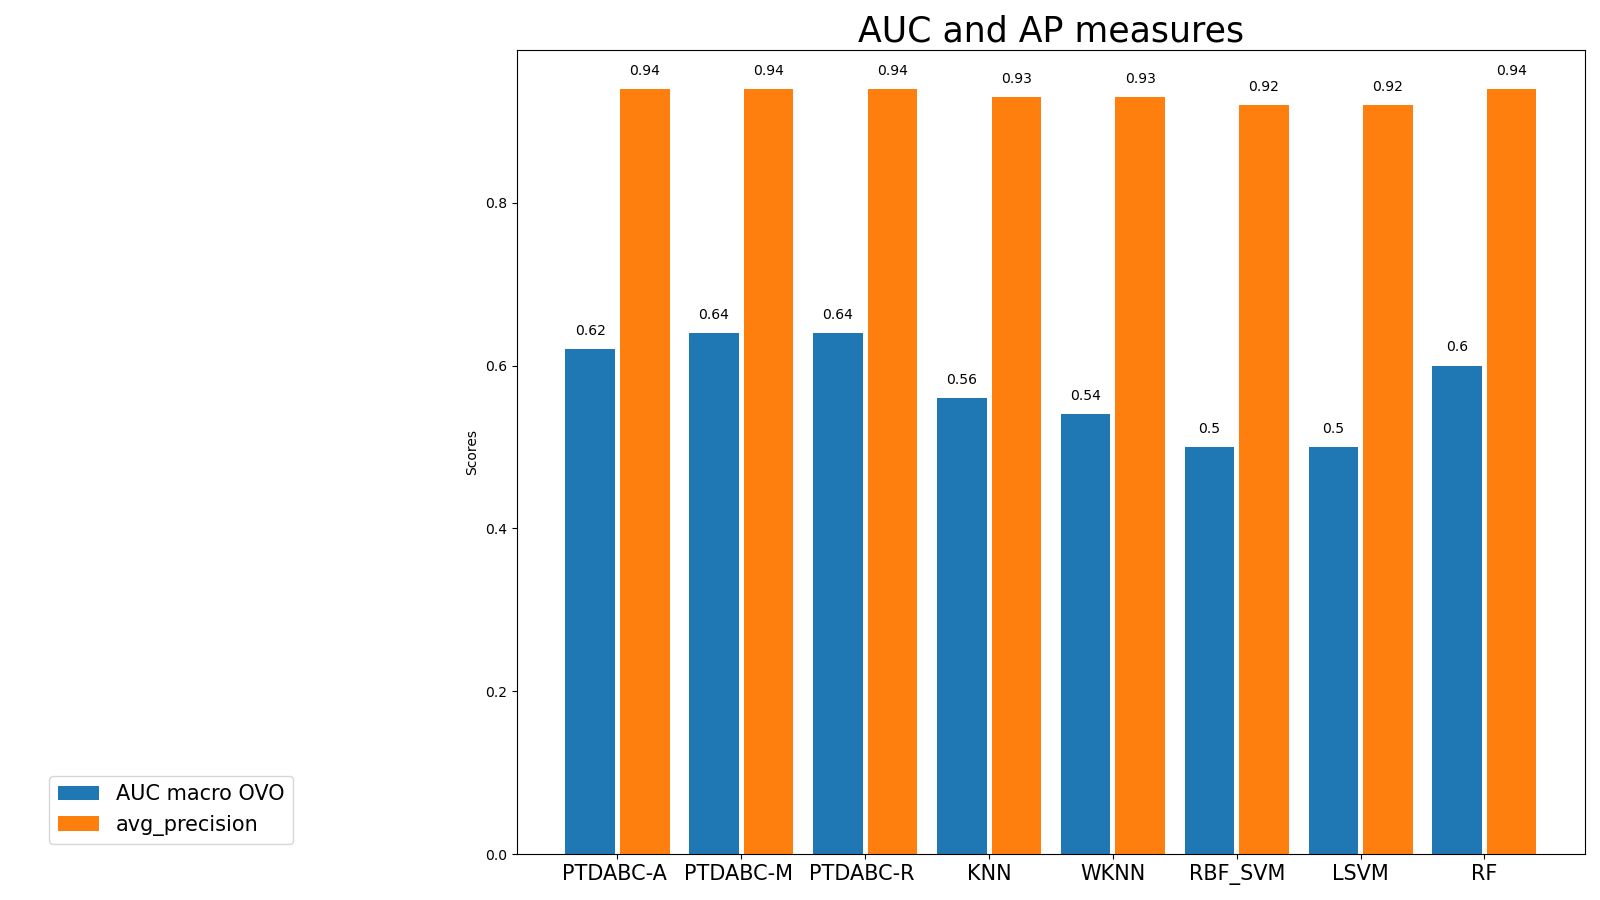 AUC and AP measures
0.94 0.94 0.94 0.93 0.93 0.92 0.92 0.94
0.8
0.62 0.64 0.64 0.56 0.54 0.5 0.5 0.6
0.6
Scores
0.4
0.2
0.0
PTDABC-A PTDABC-M PTDABC-R KNN WKNN RBF_SVM LSVM RF
AUC macro OVO
avg_precision